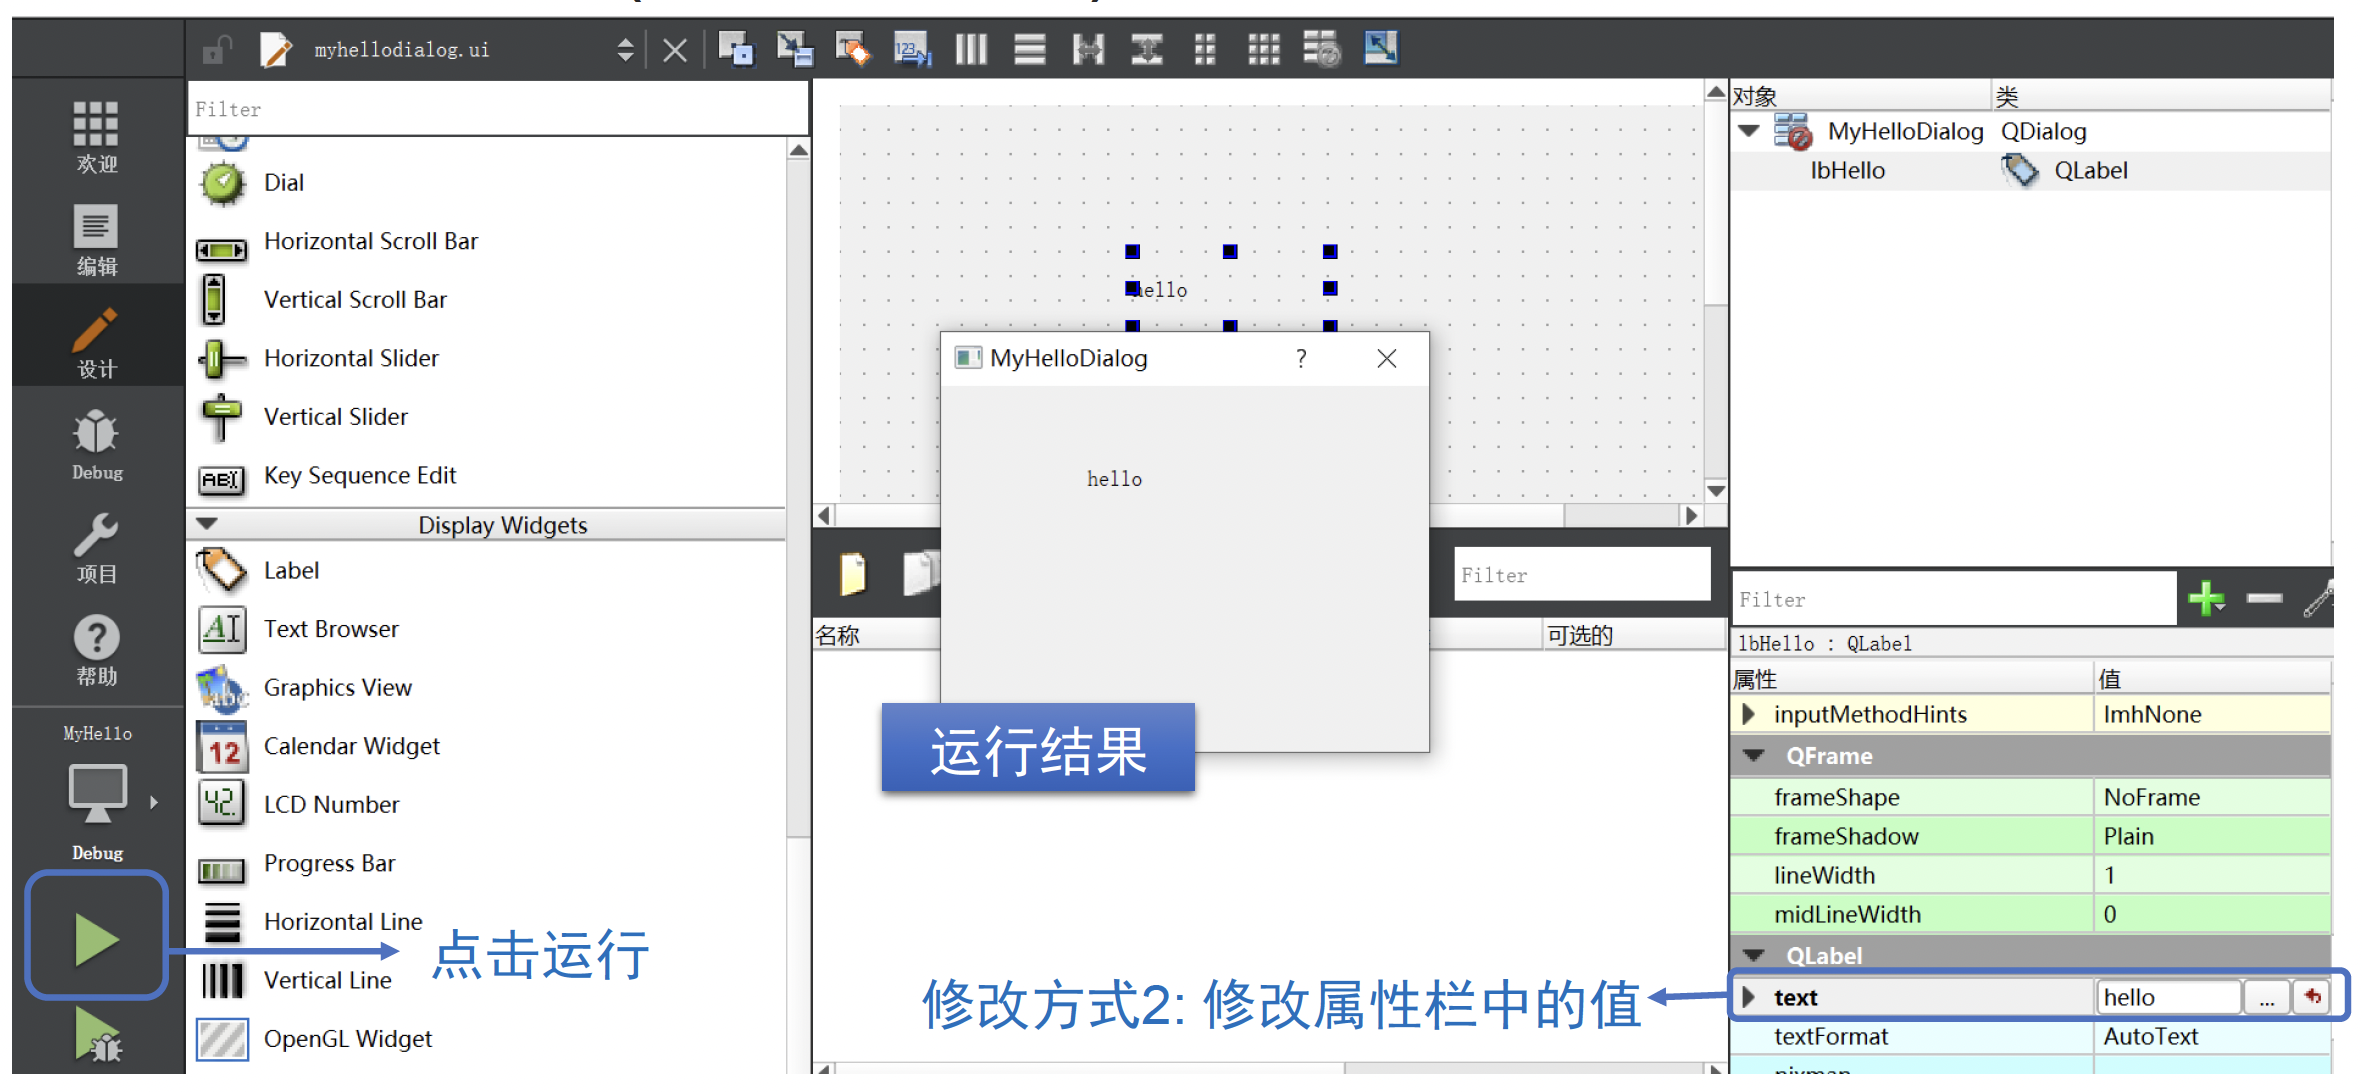 myhellodialog.ui
欢迎
编辑
设计
Debug
项目
帮助
MyHello
Debug
Filter
Dial
Horizontal Scroll Bar
Vertical Scroll Bar
Horizontal Slider
Vertical Slider
Key Sequence Edit
Display Widgets
Label
Text Browser
Graphics View
Calendar Widget
LCD Number
Progress Bar
Horizontal Line
Vertical Line
OpenGL Widget
点击运行
hello
MyHelloDialog ?
hello
运行结果
Filter
名称 可选的
修改方式2: 修改属性栏中的值
对象 类
MyHelloDialog QDialog
lbHello QLabel
Filter
lbHello : QLabel
属性 值
inputMethodHints ImhNone
QFrame
frameShape NoFrame
frameShadow Plain
lineWidth 1
midLineWidth 0
QLabel
text hello ...
textFormat AutoText